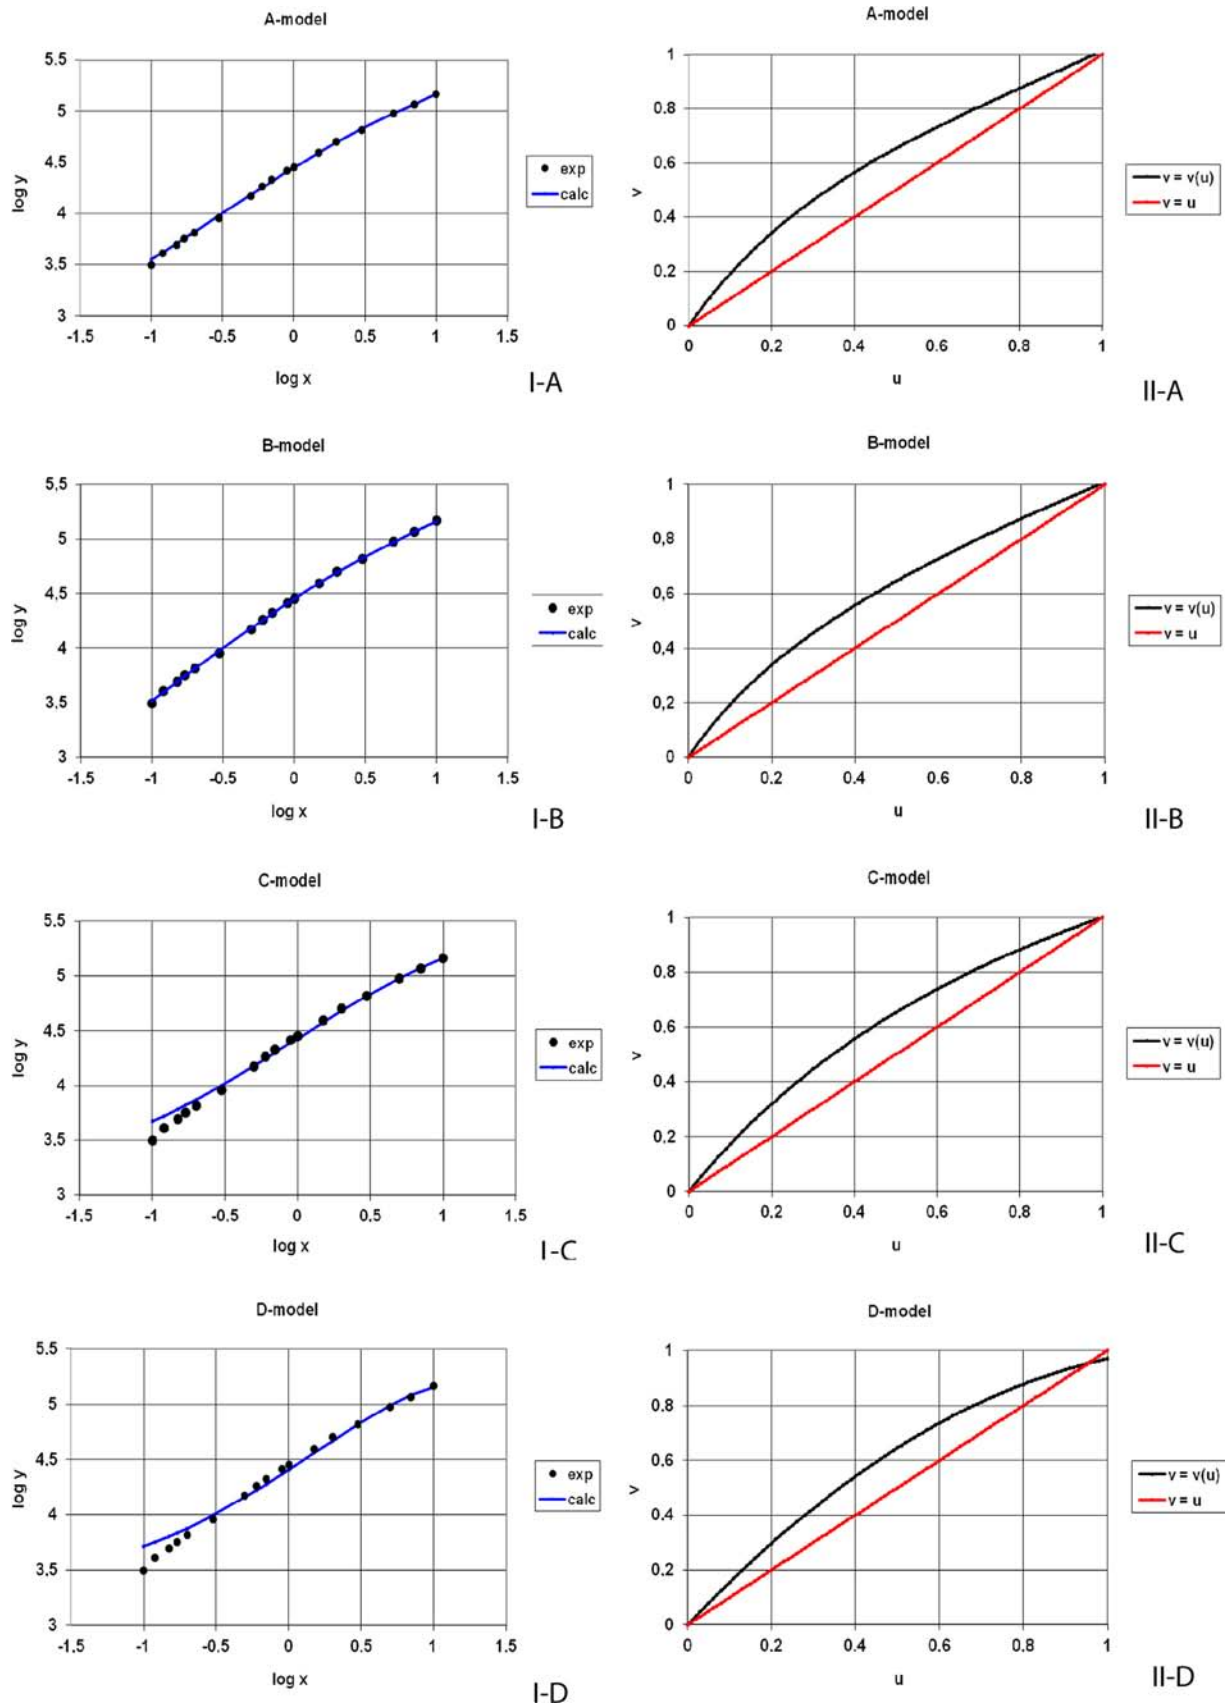 A-model
5.5
5
4.5
4
3.5
3
-1.5 -1 -0.5 0 0.5 1 1.5
log y
log x
exp
calc
I-A
A-model
1
0.8
0.6
0.4
0.2
0
0 0.2 0.4 0.6 0.8 1
v
u
v = v(u)
v = u
II-A
B-model
5.5
5
4.5
4
3.5
3
-1.5 -1 -0.5 0 0.5 1 1.5
log y
log x
exp
calc
I-B
B-model
1
0.8
0.6
0.4
0,2
0
0 0.2 0.4 0.6 0.8 1
v
u
v = v(u)
v = u
II-B
C-model
5.5
5
4.5
4
3.5
3
-1.5 -1 -0.5 0 0.5 1 1.5
log y
log x
exp
calc
I-C
C-model
1
0.8
0.6
0.4
0.2
0
0 0.2 0.4 0.6 0.8 1
v
u
v = v(u)
v = u
II-C
D-model
5.5
5
4.5
4
3.5
3
-1.5 -1 -0.5 0 0.5 1 1.5
log y
log x
exp
calc
I-D
D-model
1
0.8
0.6
0.4
0.2
0
0 0.2 0.4 0.6 0.8 1
v
u
v = v(u)
v = u
II-D